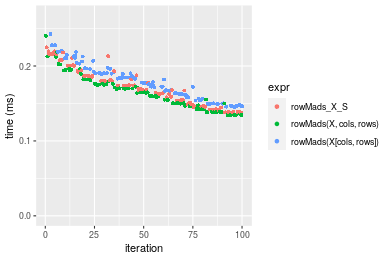 time (ms)
0.2
0.1
0.0
0
25
50
75
100
iteration
expr
rowMads_X_S
rowMads(X, cols, rows)
rowMads(X[cols, rows])